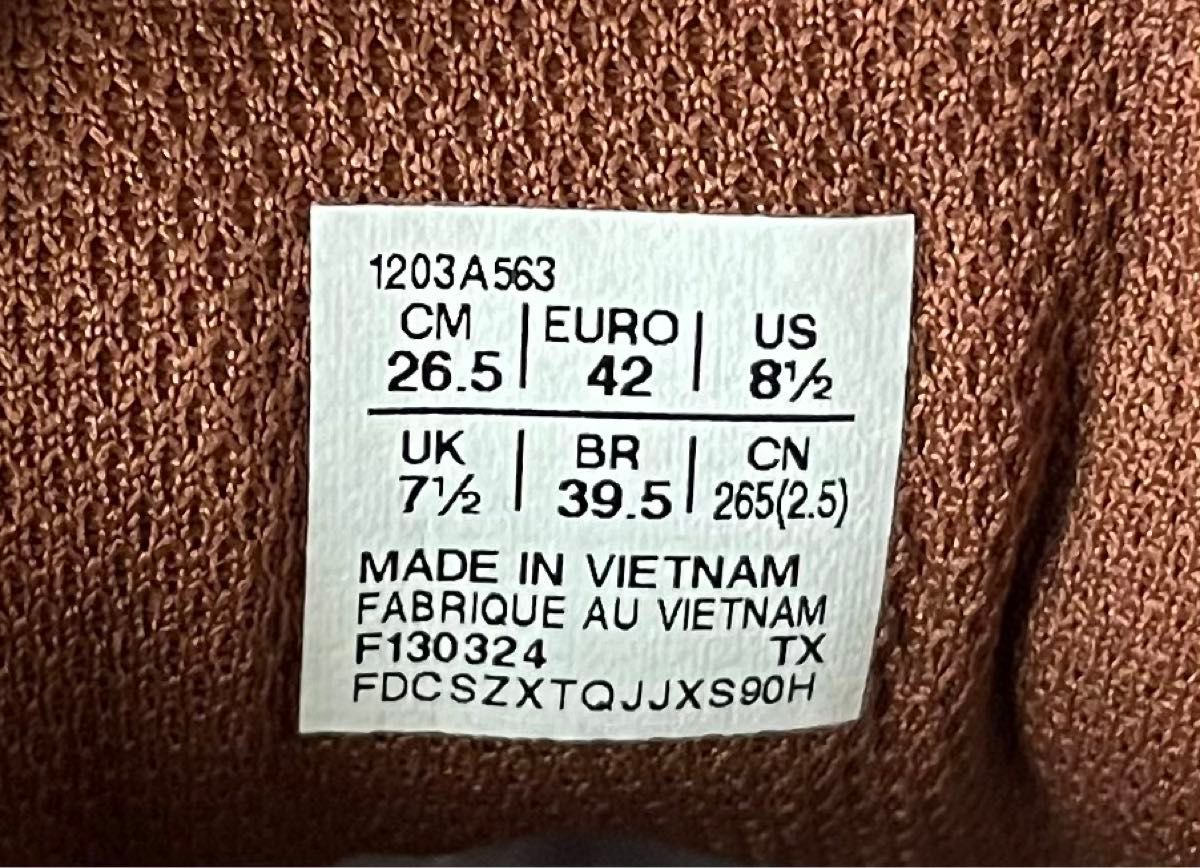 1203A563
CM | EURO | US
26.5 | 42 | 8½
UK | BR | CN
7½ | 39.5 | 265(2.5)
MADE IN VIETNAM
FABRIQUE AU VIETNAM
F130324 TX
FDCSZXTQJJXS90H